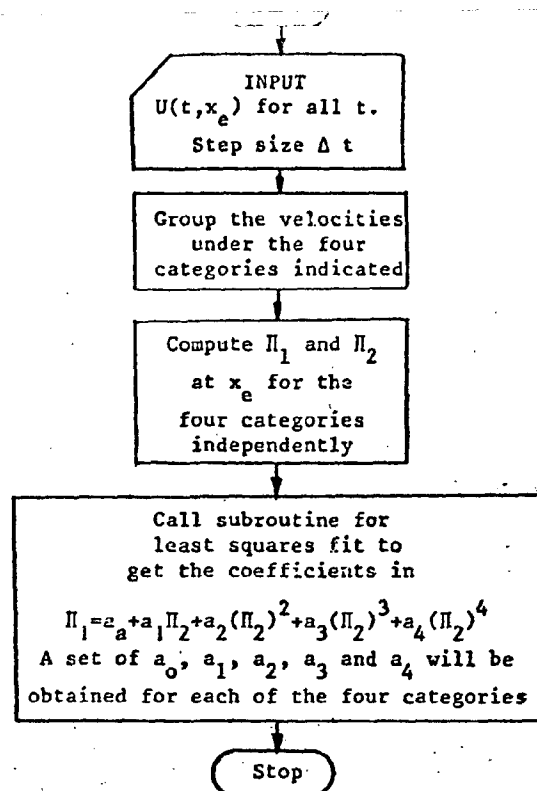 INPUT
U(t,x_e) for all t.
Step size Δ t
Group the velocities
under the four
categories indicated
Compute Π_1 and Π_2
at x_e for the
four categories
independently
Call subroutine for
least squares fit to
get the coefficients in
Π_1=a_a+a_1Π_2+a_2(Π_2)^2+a_3(Π_2)^3+a_4(Π_2)^4
A set of a_o, a_1, a_2, a_3 and a_4 will be
obtained for each of the four categories
Stop